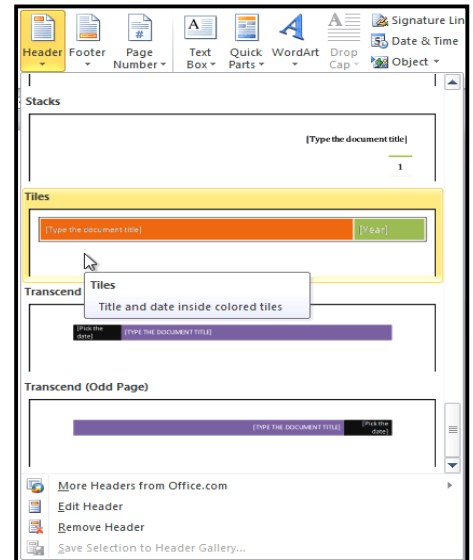 Header Footer Page Number Text Box Quick Parts WordArt Drop Cap
Signature Lin
Date & Time
Object
Stacks
[Type the document title]
1
Tiles
[Type the document title] [Year]
Tiles
Title and date inside colored tiles
Transcend
[Pick the date] [TYPE THE DOCUMENT TITLE]
Transcend (Odd Page)
[TYPE THE DOCUMENT TITLE] [Pick the date]
More Headers from Office.com
Edit Header
Remove Header
Save Selection to Header Gallery...